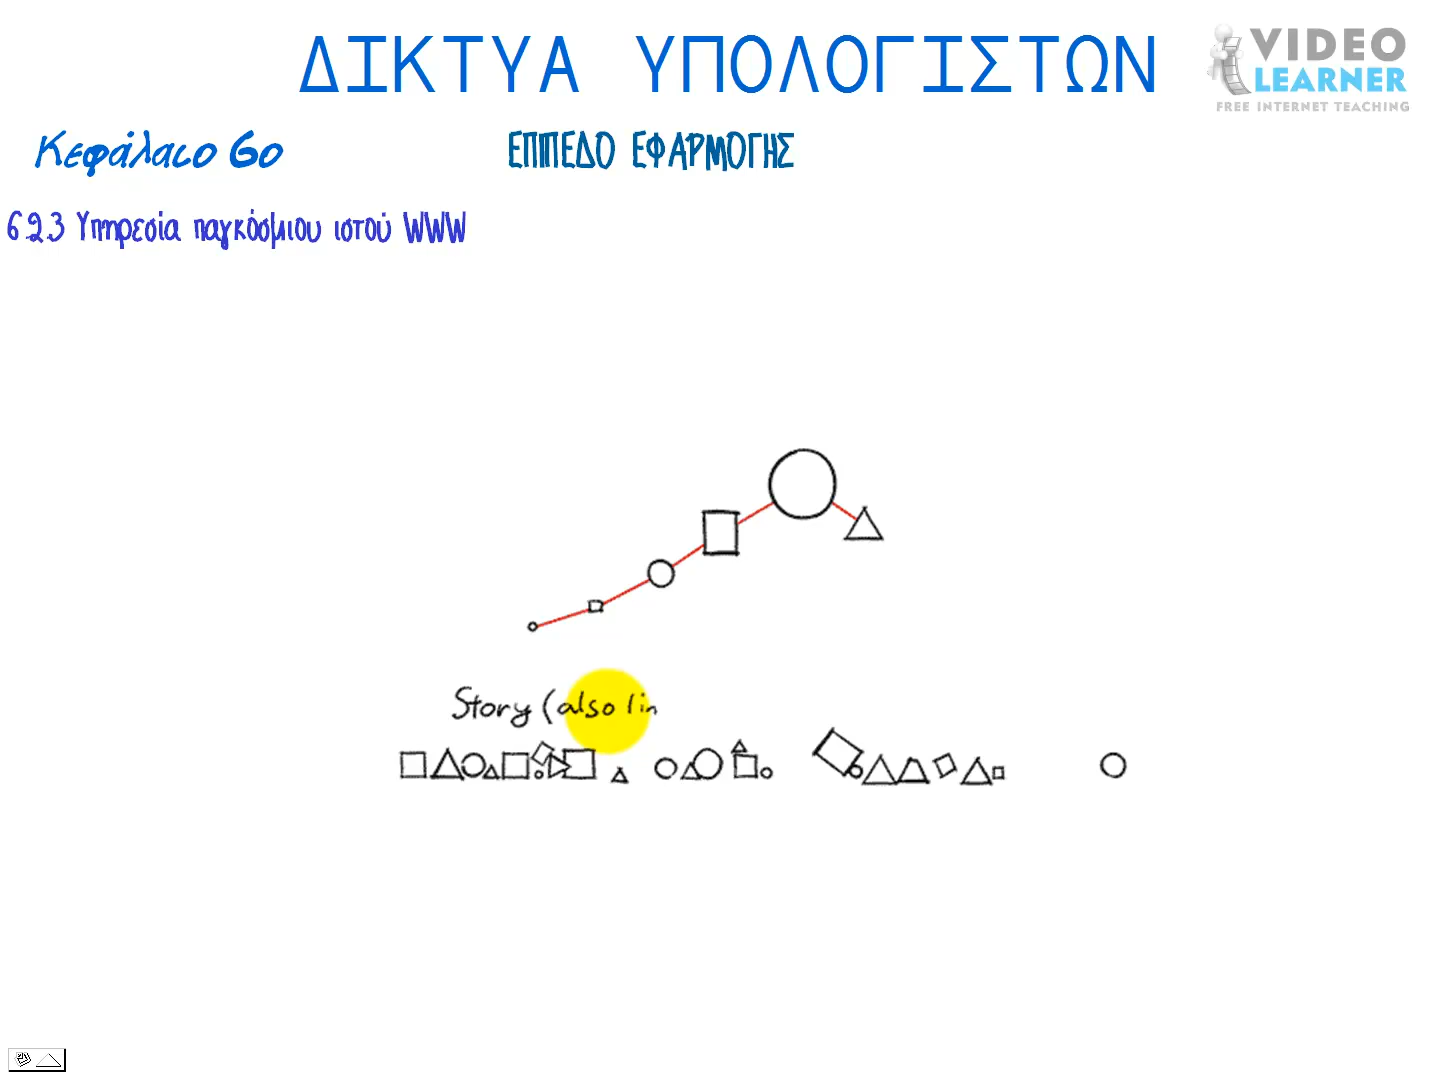 ΔΙΚΤΥΑ ΥΠΟΛΟΓΙΣΤΩΝ
VIDEO
LEARNER
FREE INTERNET TEACHING
Κεφάλαιο 6ο
ΕΠΙΠΕΔΟ ΕΦΑΡΜΟΓΗΣ
6.2.3 Υπηρεσία παγκόσμιου ιστού WWW
Story (also lin